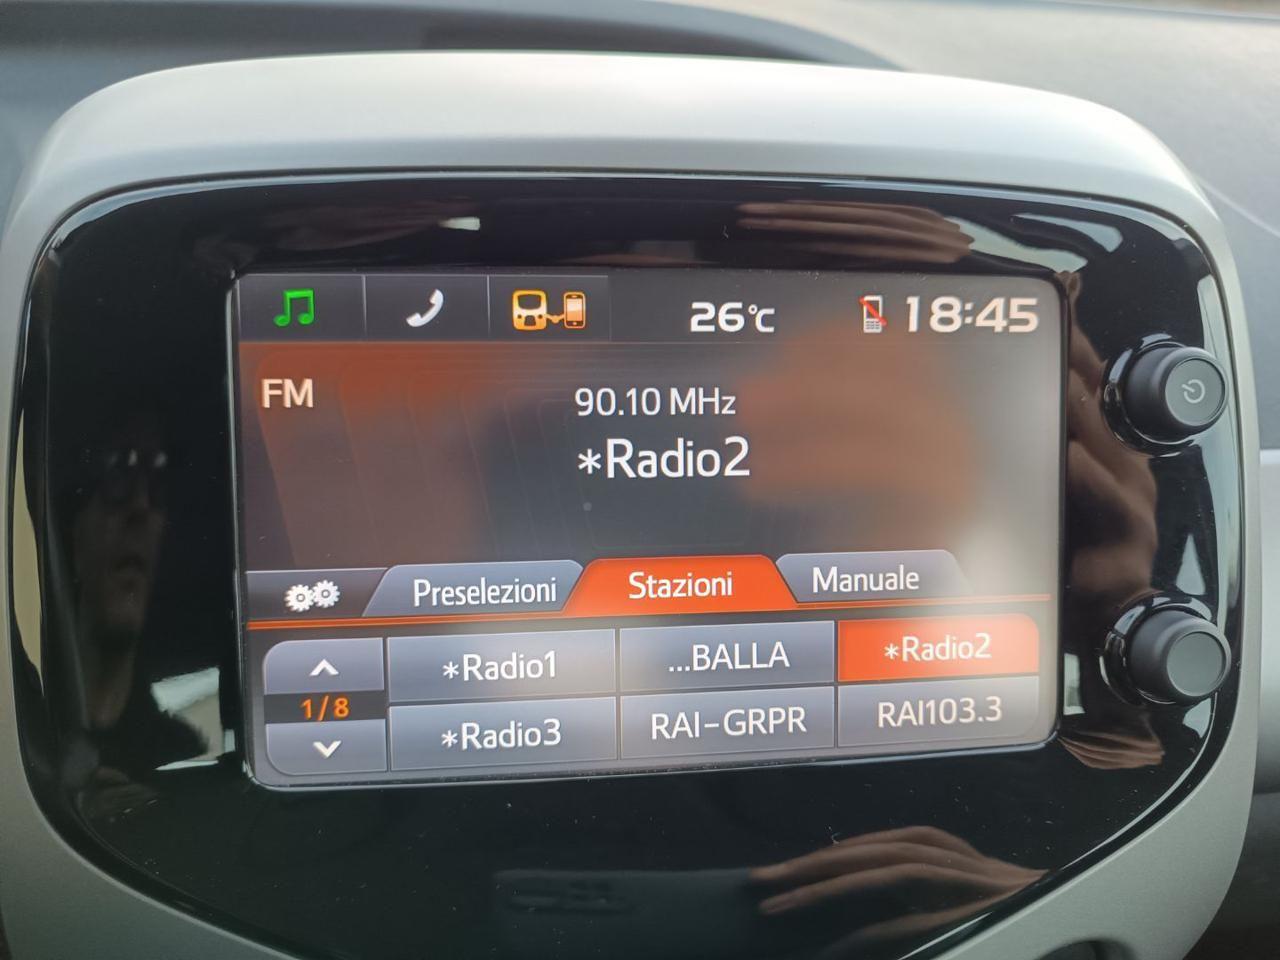 26°C 18:45
FM
90.10 MHz
*Radio2
Preselezioni Stazioni Manuale
*Radio1 ...BALLA *Radio2
1/8
*Radio3 RAI-GRPR RAI103.3